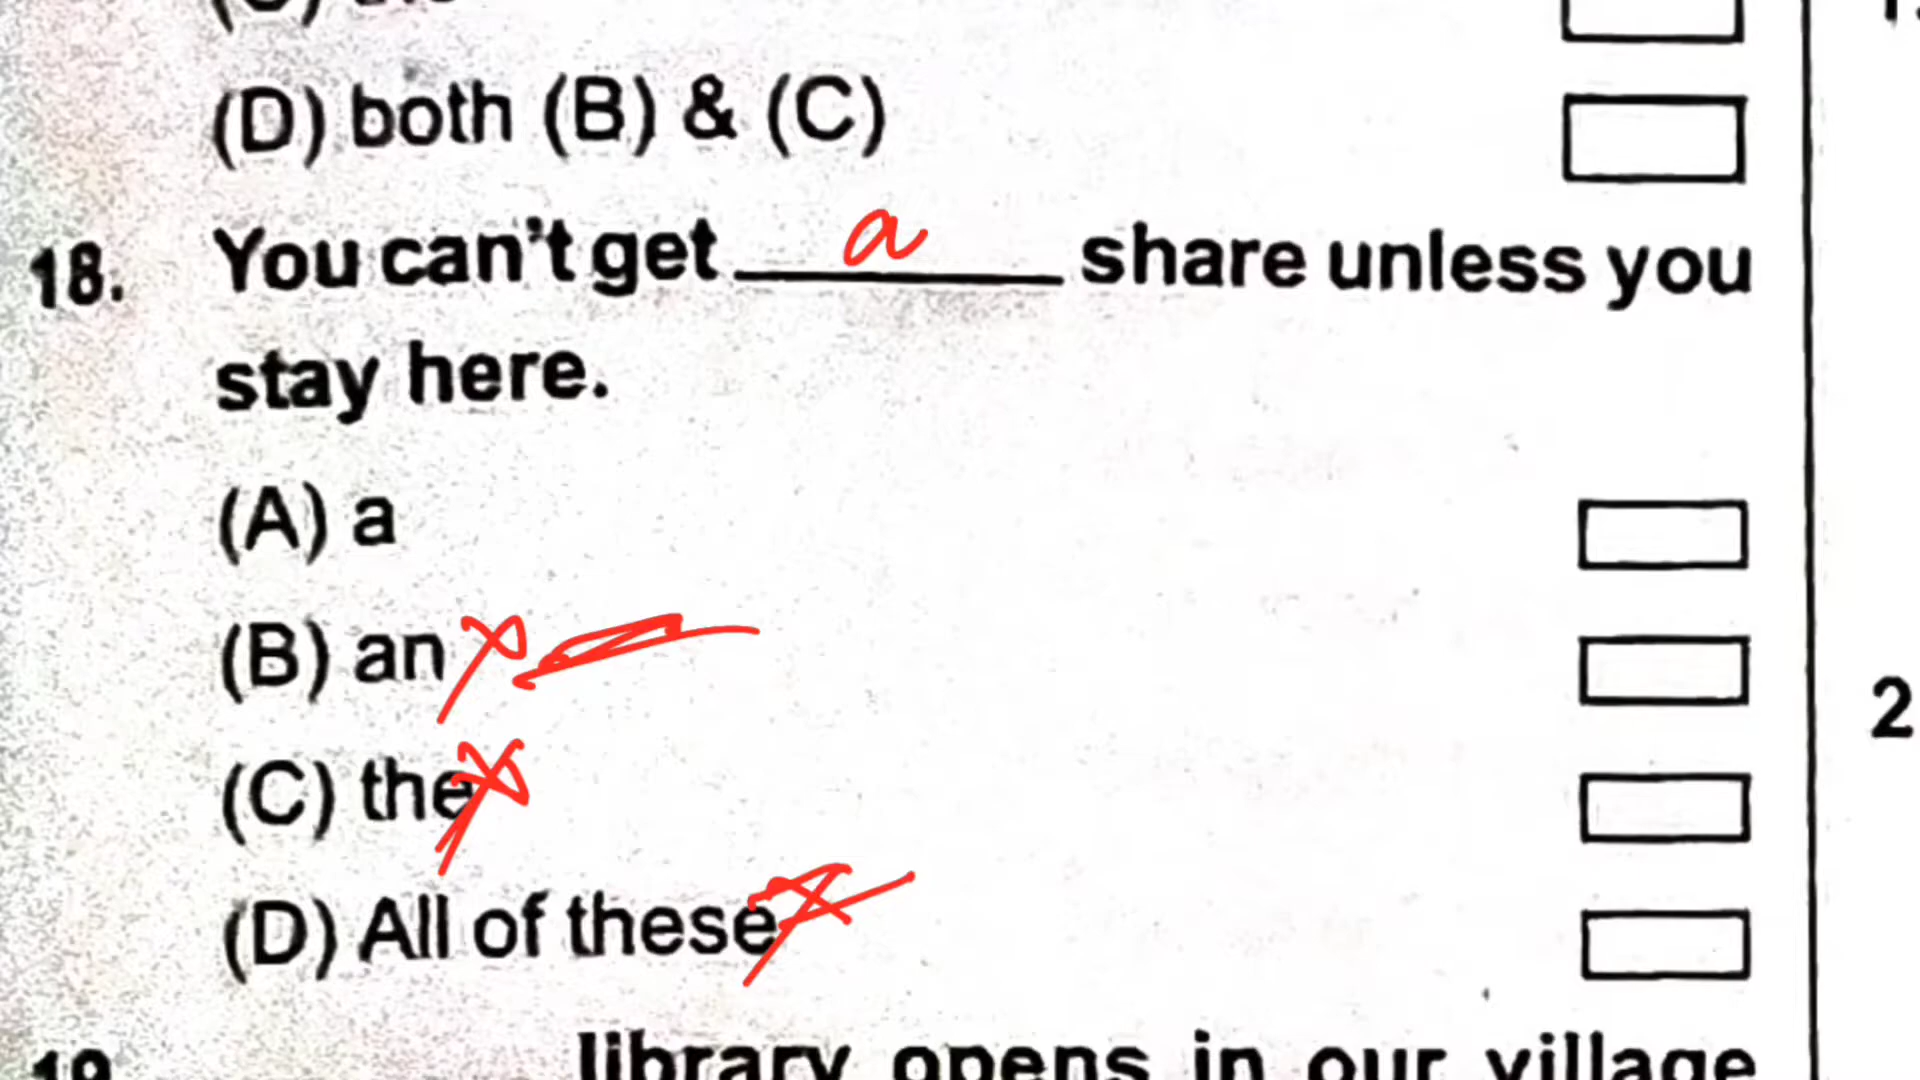 (D) both (B) & (C)
18. You can't get a share unless you
stay here.
(A) a
(B) an
(C) the
(D) All of these
19. library opens in our village
2